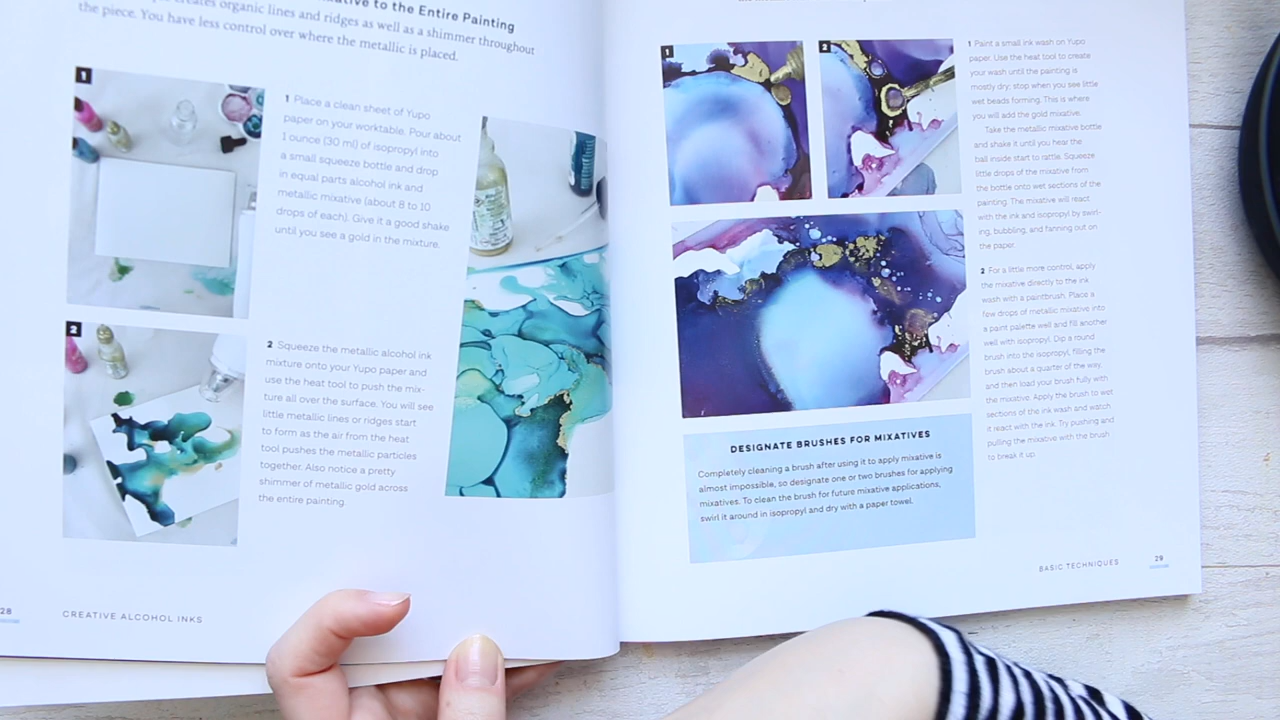 xative to the Entire Painting
creates organic lines and ridges as well as a shimmer throughout
the piece. You have less control over where the metallic is placed.
1
1 Place a clean sheet of Yupo
paper on your worktable. Pour about
1 ounce (30 ml) of isopropyl into
a small squeeze bottle and drop
in equal parts alcohol ink and
metallic mixative (about 8 to 10
drops of each). Give it a good shake
until you see a gold in the mixture.
2
2 Squeeze the metallic alcohol ink
mixture onto your Yupo paper and
use the heat tool to push the mix-
ture all over the surface. You will see
little metallic lines or ridges start
to form as the air from the heat
tool pushes the metallic particles
together. Also notice a pretty
shimmer of metallic gold across
the entire painting.
28
CREATIVE ALCOHOL INKS
1
2
1 Paint a small ink wash on Yupo
paper. Use the heat tool to create
your wash until the painting is
mostly dry; stop when you see little
wet beads forming. This is where
you will add the gold mixative.
Take the metallic mixative bottle
and shake it until you hear the
ball inside start to rattle. Squeeze
little drops of the mixative from
the bottle onto wet sections of the
painting. The mixative will react
with the ink and isopropyl by swirl-
ing, bubbling, and fanning out on
the paper.
2 For a little more control, apply
the mixative directly to the ink
wash with a paintbrush. Place a
few drops of metallic mixative into
a paint palette well and fill another
well with isopropyl. Dip a round
brush into the isopropyl, filling the
brush about a quarter of the way,
and then load your brush fully with
the mixative. Apply the brush to wet
sections of the ink wash and watch
it react with the ink. Try pushing and
pulling the mixative with the brush
to break it up.
DESIGNATE BRUSHES FOR MIXATIVES
Completely cleaning a brush after using it to apply mixative is
almost impossible, so designate one or two brushes for applying
mixatives. To clean the brush for future mixative applications,
swirl it around in isopropyl and dry with a paper towel.
BASIC TECHNIQUES
29